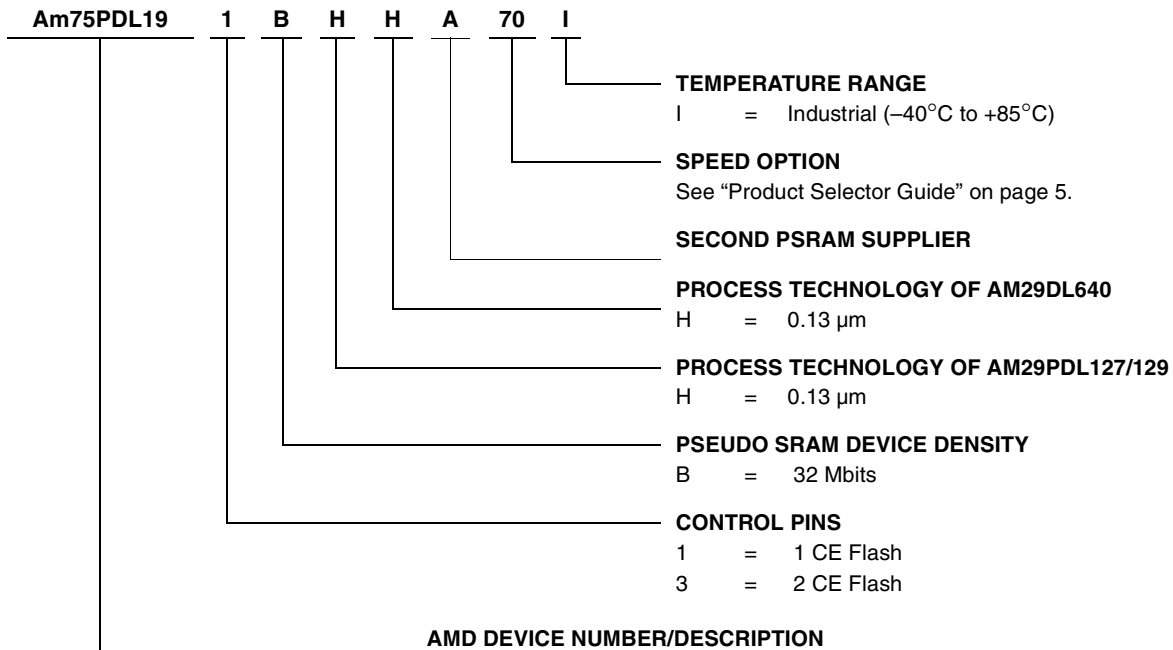 Am75PDL19 1 B H H A 70 I
TEMPERATURE RANGE
I = Industrial (–40°C to +85°C)
SPEED OPTION
See “Product Selector Guide” on page 5.
SECOND PSRAM SUPPLIER
PROCESS TECHNOLOGY OF AM29DL640
H = 0.13 µm
PROCESS TECHNOLOGY OF AM29PDL127/129
H = 0.13 µm
PSEUDO SRAM DEVICE DENSITY
B = 32 Mbits
CONTROL PINS
1 = 1 CE Flash
3 = 2 CE Flash
AMD DEVICE NUMBER/DESCRIPTION